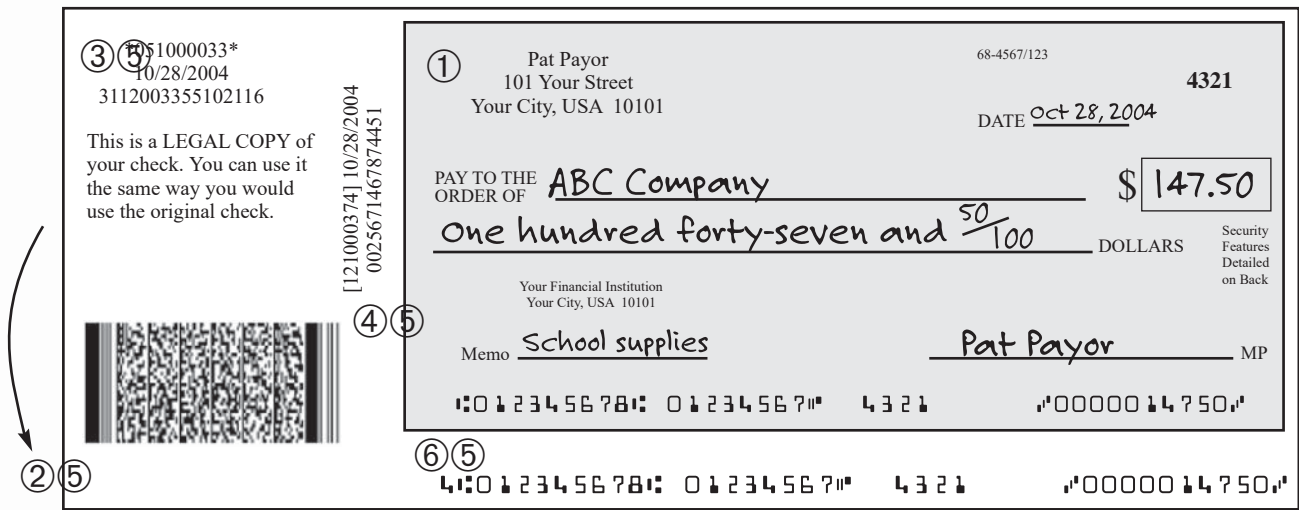 ③⑤
*051000033*
10/28/2004
3112003355102116
This is a LEGAL COPY of
your check. You can use it
the same way you would
use the original check.
②⑤
[121000374] 10/28/2004
0025671467874451
④⑤
①
Pat Payor
101 Your Street
Your City, USA 10101
68-4567/123
4321
DATE Oct 28, 2004
PAY TO THE
ORDER OF ABC Company $ 147.50
One hundred forty-seven and 50/100 DOLLARS
Security
Features
Detailed
on Back
Your Financial Institution
Your City, USA 10101
Memo School supplies Pat Payor MP
⑆012345678⑆ 01234567⑈ 4321 ⑇0000014750⑇
⑥⑤
4⑆012345678⑆ 01234567⑈ 4321 ⑇0000014750⑇